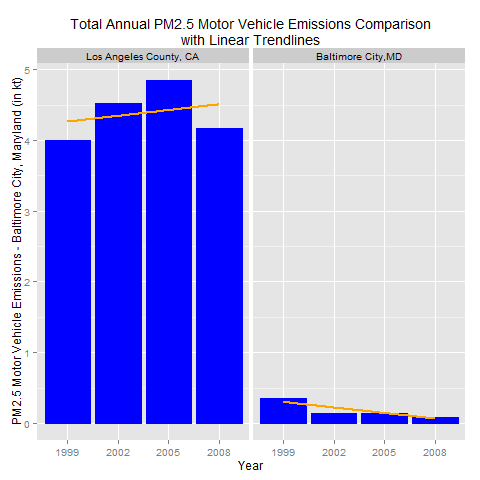 Total Annual PM2.5 Motor Vehicle Emissions Comparison
with Linear Trendlines
Los Angeles County, CA
Baltimore City,MD
PM2.5 Motor Vehicle Emissions - Baltimore City, Maryland (in kt)
5
4
3
2
1
0
1999 2002 2005 2008
1999 2002 2005 2008
Year